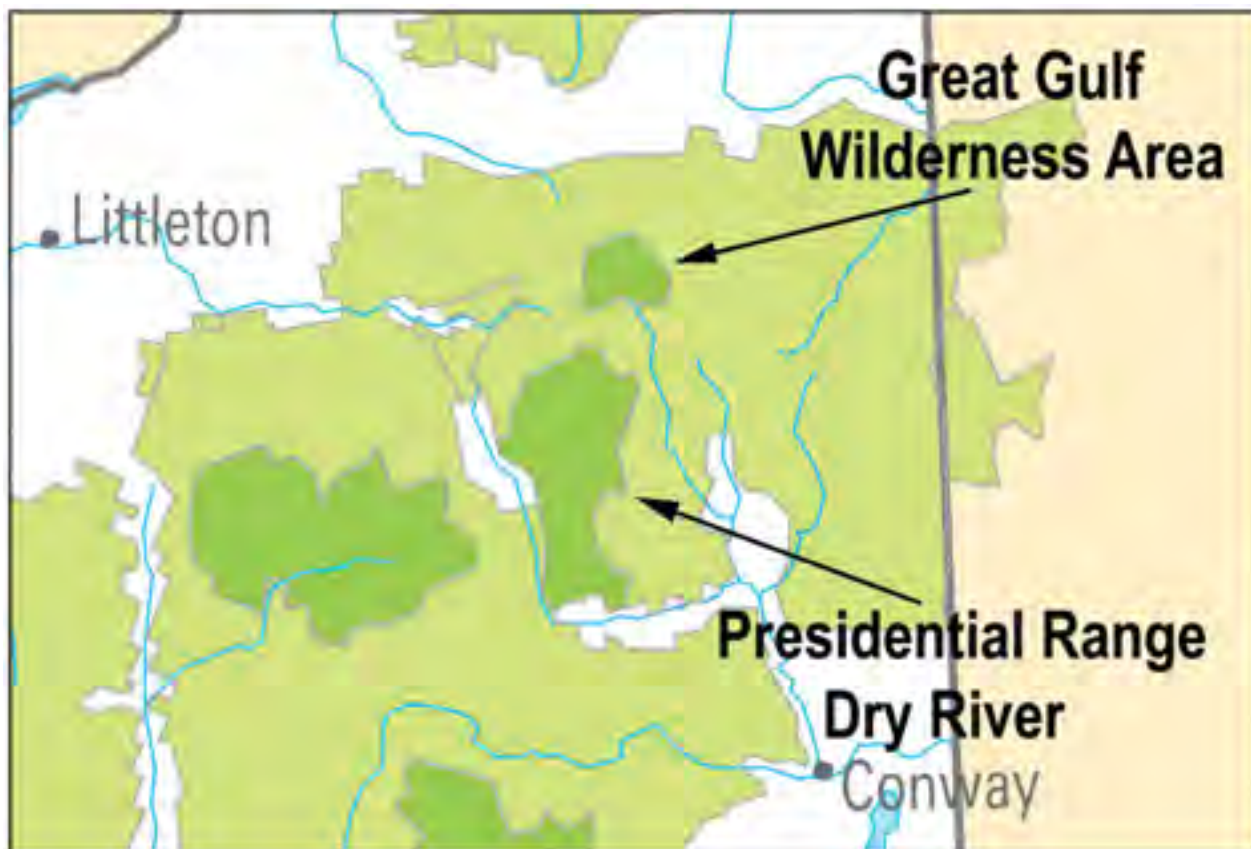 Great Gulf
Wilderness Area
Littleton
Presidential Range
Dry River
Conway